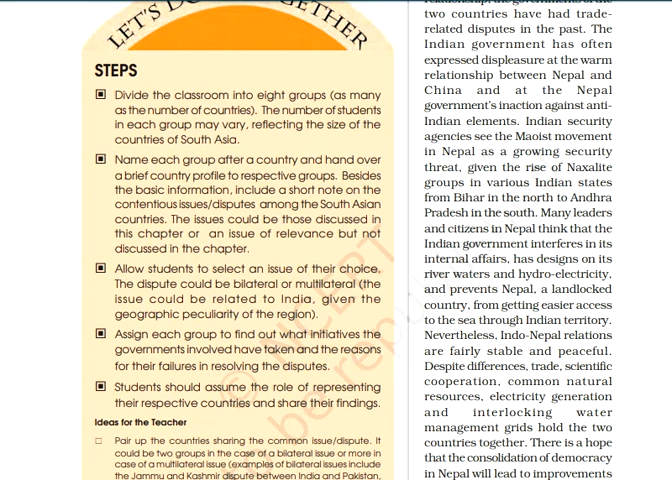 LET'S DO TOGETHER
STEPS
Divide the classroom into eight groups (as many
as the number of countries). The number of students
in each group may vary, reflecting the size of the
countries of South Asia.
Name each group after a country and hand over
a brief country profile to respective groups. Besides
the basic information, include a short note on the
contentious issues/disputes among the South Asian
countries. The issues could be those discussed in
this chapter or an issue of relevance but not
discussed in the chapter.
Allow students to select an issue of their choice.
The dispute could be bilateral or multilateral (the
issue could be related to India, given the
geographic peculiarity of the region).
Assign each group to find out what initiatives the
governments involved have taken and the reasons
for their failures in resolving the disputes.
Students should assume the role of representing
their respective countries and share their findings.
Ideas for the Teacher
Pair up the countries sharing the common issue/dispute. It
could be two groups in the case of a bilateral issue or more in
case of a multilateral issue (examples of bilateral issues include
the Jammu and Kashmir dispute between India and Pakistan,
two countries have had trade-
related disputes in the past. The
Indian government has often
expressed displeasure at the warm
relationship between Nepal and
China and at the Nepal
government's inaction against anti-
Indian elements. Indian security
agencies see the Maoist movement
in Nepal as a growing security
threat, given the rise of Naxalite
groups in various Indian states
from Bihar in the north to Andhra
Pradesh in the south. Many leaders
and citizens in Nepal think that the
Indian government interferes in its
internal affairs, has designs on its
river waters and hydro-electricity,
and prevents Nepal, a landlocked
country, from getting easier access
to the sea through Indian territory.
Nevertheless, Indo-Nepal relations
are fairly stable and peaceful.
Despite differences, trade, scientific
cooperation, common natural
resources, electricity generation
and interlocking water
management grids hold the two
countries together. There is a hope
that the consolidation of democracy
in Nepal will lead to improvements
© NCERT
be repu